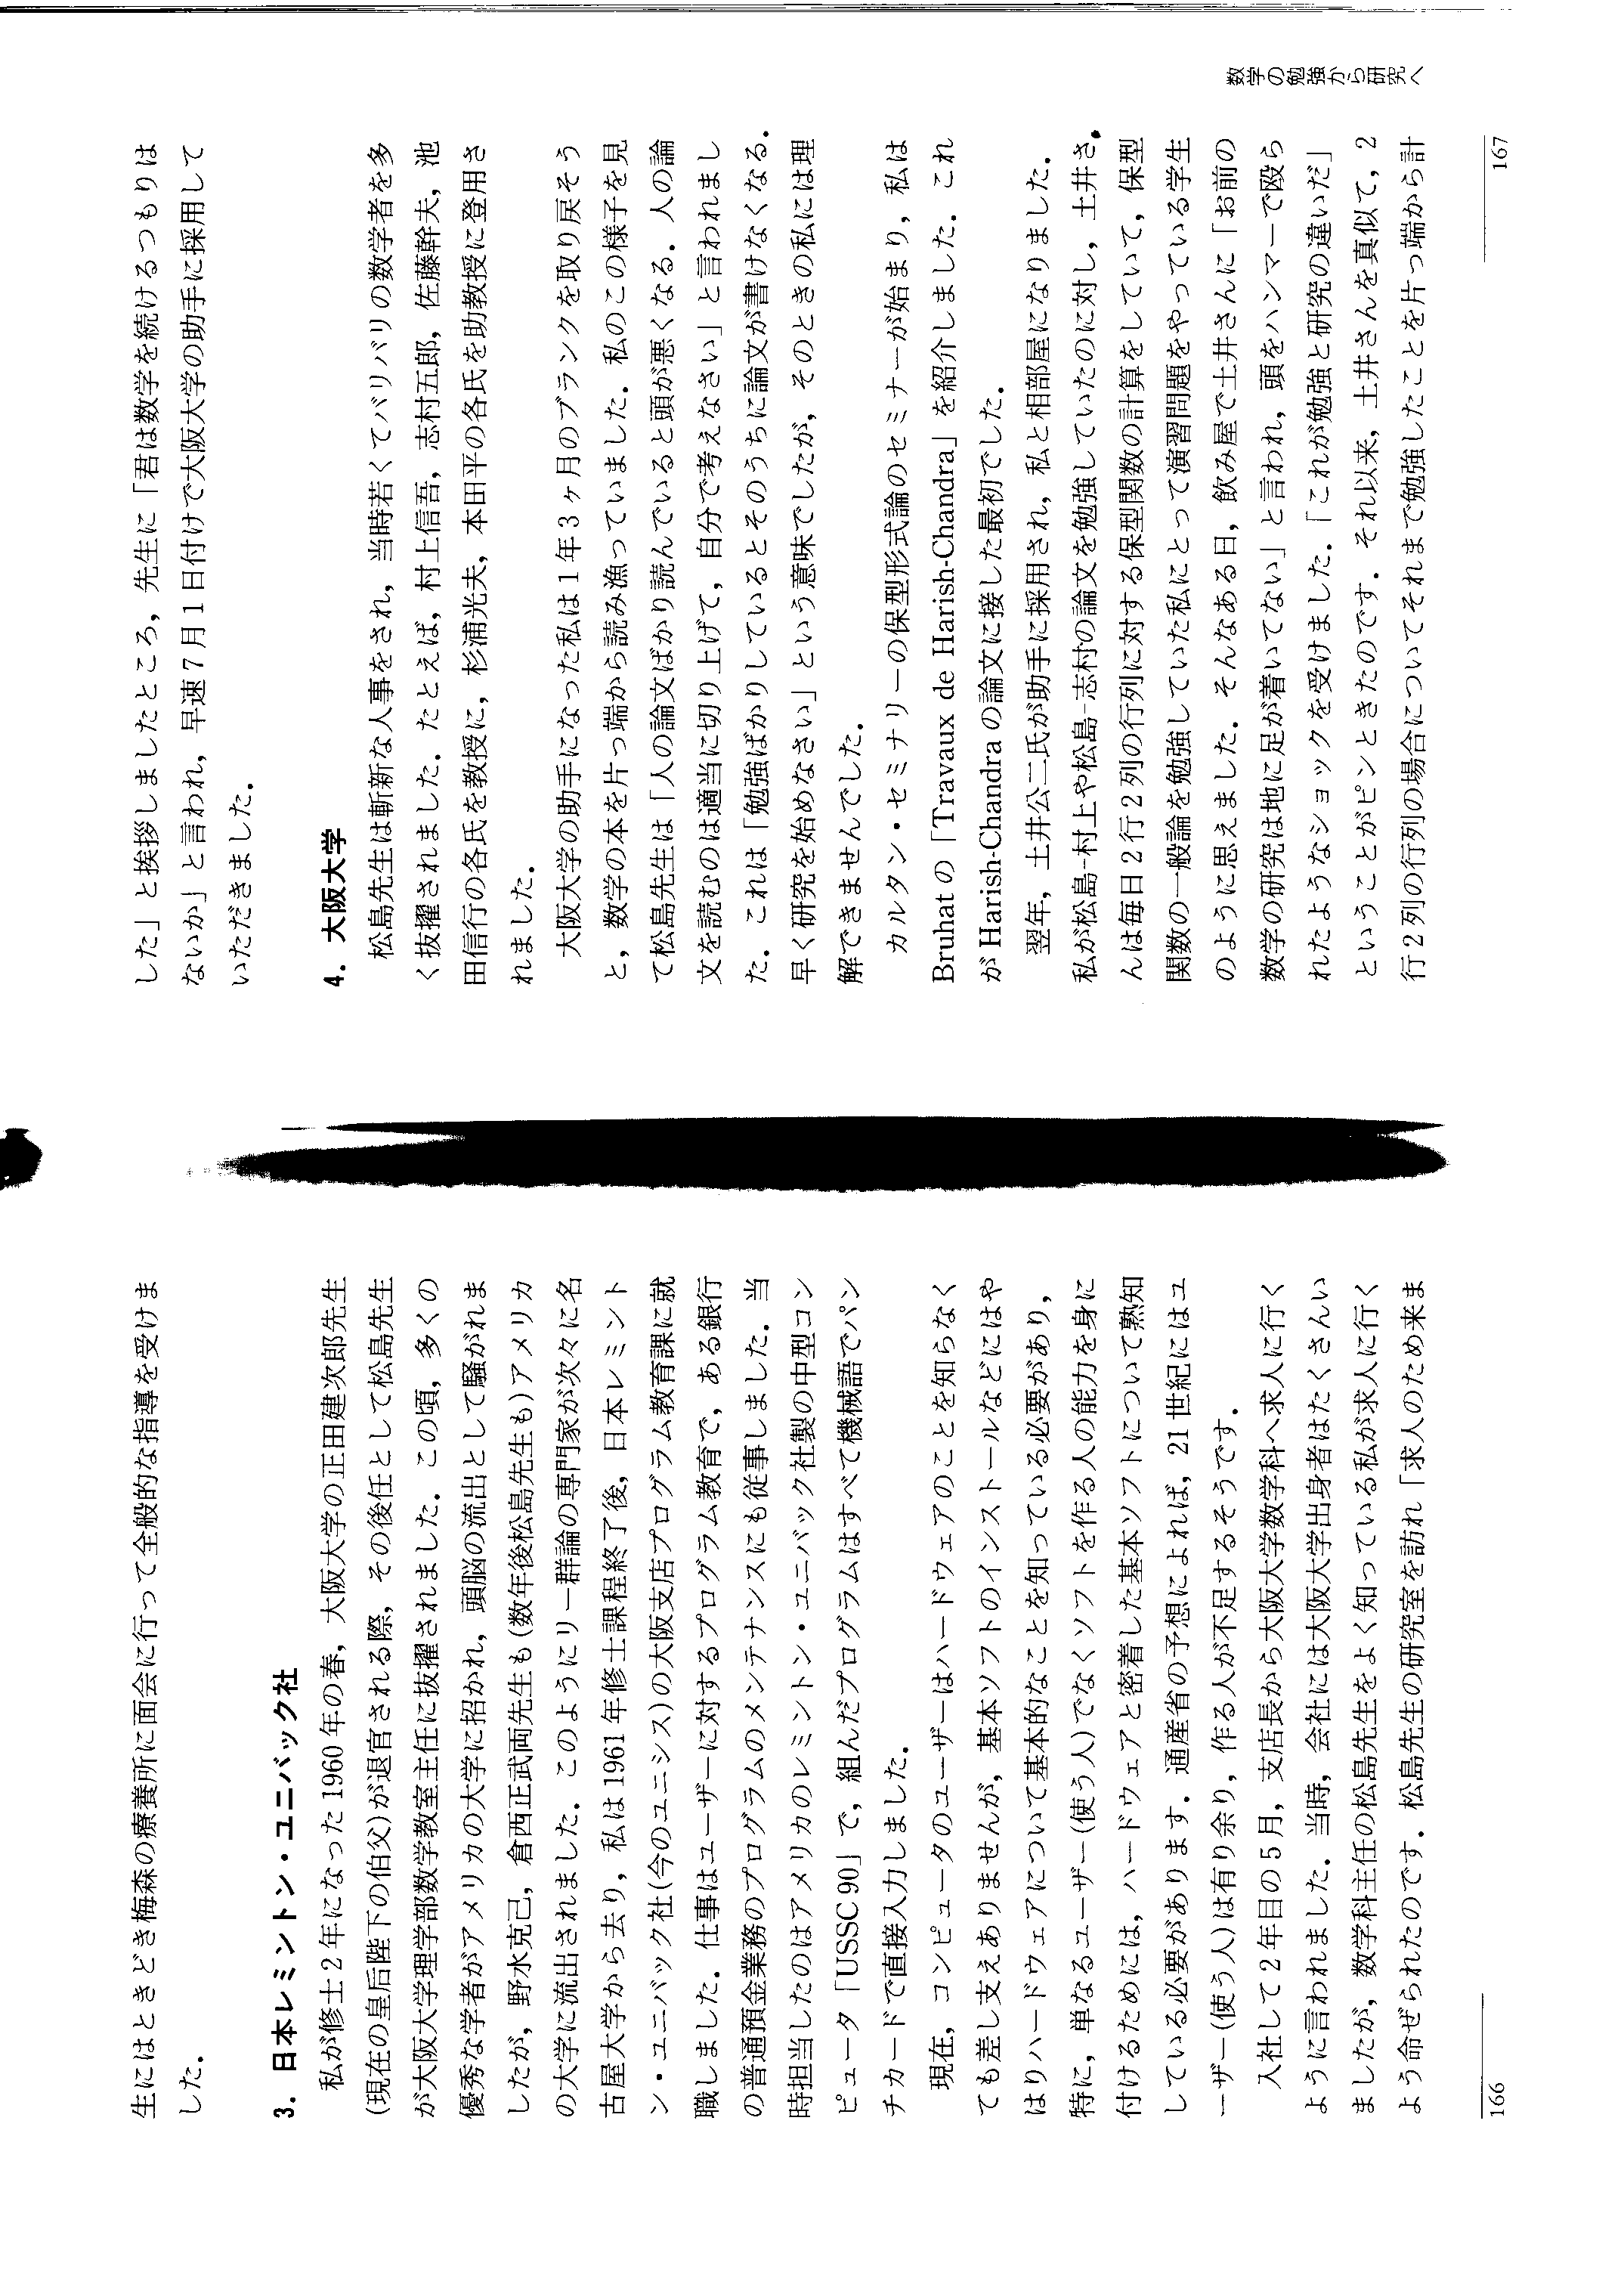 生にはときどき梅森の療養所に面会に行って全般的な指導を受けま
した．
3．日本レミントン・ユニバック社
私が修士2年になった1960年の春，大阪大学の正田建次郎先生
(現在の皇后陛下の伯父)が退官される際，その後任として松島先生
が大阪大学理学部数学教室主任に抜擢されました．この頃，多くの
優秀な学者がアメリカの大学に招かれ，頭脳の流出として騒がれま
したが，野水克己，倉西正武両先生も(数年後松島先生も)アメリカ
の大学に流出されました．このようにリー群論の専門家が次々に名
古屋大学から去り，私は1961年修士課程終了後，日本レミント
ン・ユニバック社(今のユニシス)の大阪支店プログラム教育課に就
職しました．仕事はユーザーに対するプログラム教育で，ある銀行
の普通預金業務のプログラムのメンテナンスにも従事しました．当
時担当したのはアメリカのレミントン・ユニバック社製の中型コン
ピュータ「USSC 90」で，組んだプログラムはすべて機械語でパン
チカードで直接入力しました．
現在，コンピュータのユーザーはハードウェアのことを知らなく
ても差し支えありませんが，基本ソフトのインストールなどにはや
はりハードウェアについて基本的なことを知っている必要があり，
特に，単なるユーザー(使う人)でなくソフトを作る人の能力を身に
付けるためには，ハードウェアと密着した基本ソフトについて熟知
している必要があります．通産省の予想によれば，21世紀にはユ
ーザー(使う人)は有り余り，作る人が不足するそうです．
入社して2年目の5月，支店長から大阪大学数学科へ求人に行く
ように言われました．当時，会社には大阪大学出身者はたくさんい
ましたが，数学科主任の松島先生をよく知っている私が求人に行く
よう命ぜられたのです．松島先生の研究室を訪れ「求人のため来ま
166
した」と挨拶しましたところ，先生に「君は数学を続けるつもりは
ないか」と言われ，早速7月1日付けで大阪大学の助手に採用して
いただきました．
4．大阪大学
松島先生は斬新な人事をされ，当時若くてバリバリの数学者を多
く抜擢されました．たとえば，村上信吾，志村五郎，佐藤幹夫，池
田信行の各氏を教授に，杉浦光夫，本田平の各氏を助教授に登用さ
れました．
大阪大学の助手になった私は1年3ヶ月のブランクを取り戻そう
と，数学の本を片っ端から読み漁っていました．私のこの様子を見
て松島先生は「人の論文ばかり読んでいると頭が悪くなる．人の論
文を読むのは適当に切り上げて，自分で考えなさい」と言われまし
た．これは「勉強ばかりしているとそのうちに論文が書けなくなる．
早く研究を始めなさい」という意味でしたが，そのときの私には理
解できませんでした．
カルタン・セミナリーの保型形式論のセミナーが始まり，私は
Bruhatの「Travaux de Harish-Chandra」を紹介しました．これ
がHarish-Chandraの論文に接した最初でした．
翌年，土井公二氏が助手に採用され，私と相部屋になりました．
私が松島-村上や松島-志村の論文を勉強していたのに対し，土井さ
んは毎日2行2列の行列に対する保型関数の計算をしていて，保型
関数の一般論を勉強していた私にとって演習問題をやっている学生
のように思えました．そんなある日，飲み屋で土井さんに「お前の
数学の研究は地に足が着いてない」と言われ，頭をハンマーで殴ら
れたようなショックを受けました．「これが勉強と研究の違いだ」
ということがピンときたのです．それ以来，土井さんを真似て，2
行2列の行列の場合についてそれまで勉強したことを片っ端から計
数学の勉強から研究へ
167